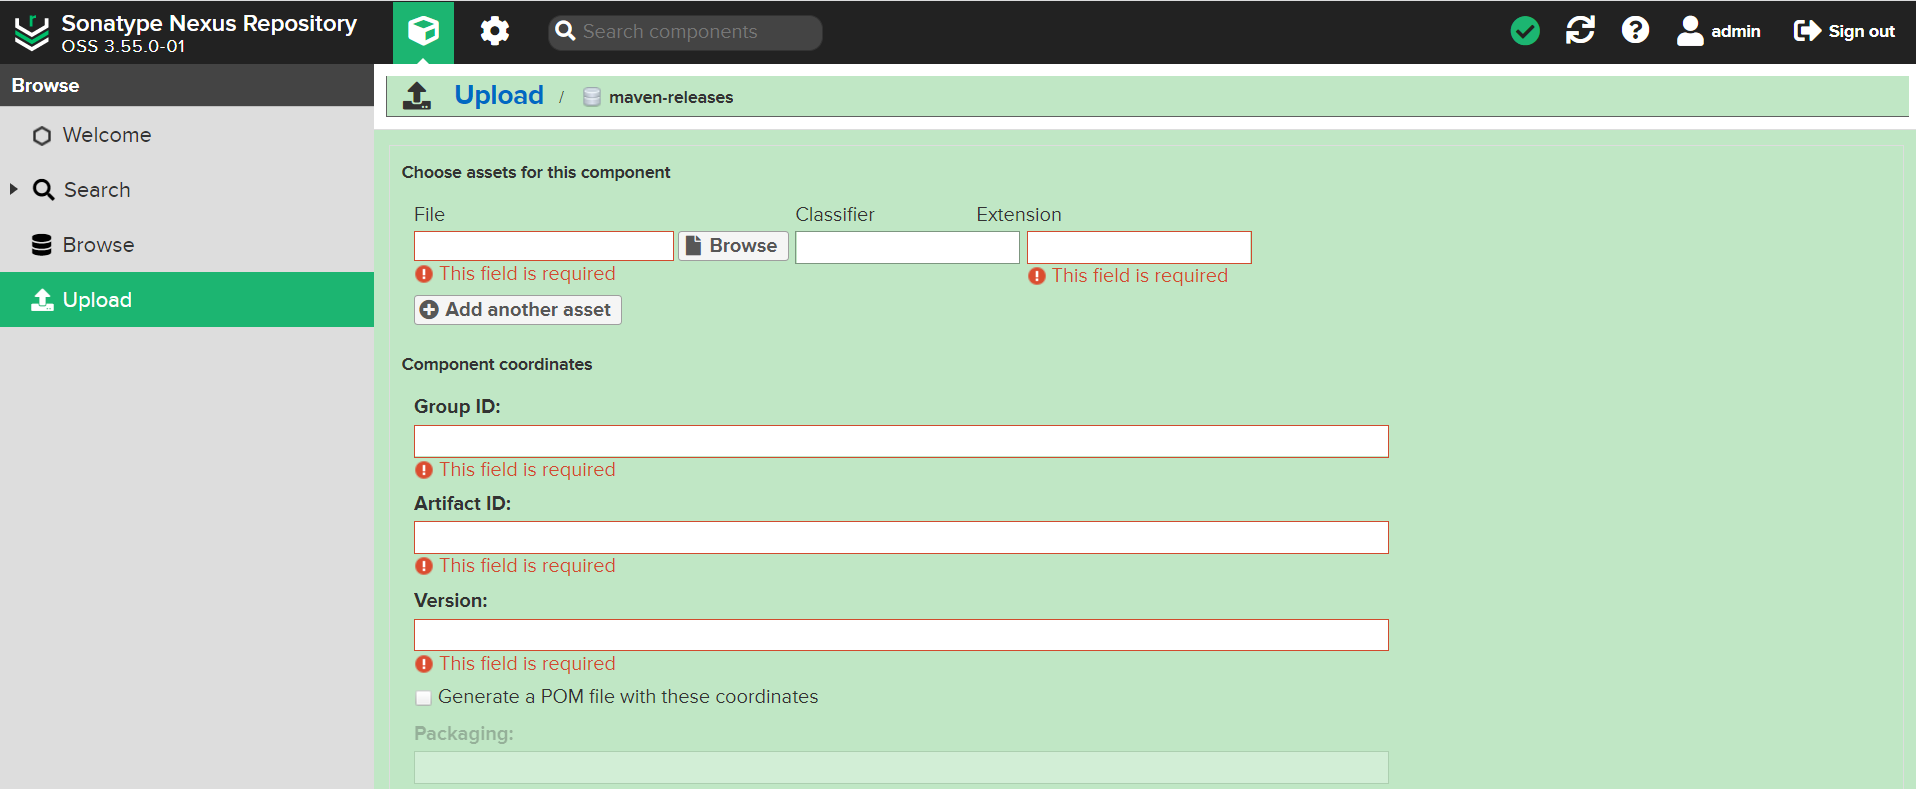 Sonatype Nexus Repository
OSS 3.55.0-01
Search components
admin
Sign out
Browse
Welcome
Search
Browse
Upload
Upload / maven-releases
Choose assets for this component
File Classifier Extension
Browse
This field is required This field is required
Add another asset
Component coordinates
Group ID:
This field is required
Artifact ID:
This field is required
Version:
This field is required
Generate a POM file with these coordinates
Packaging: